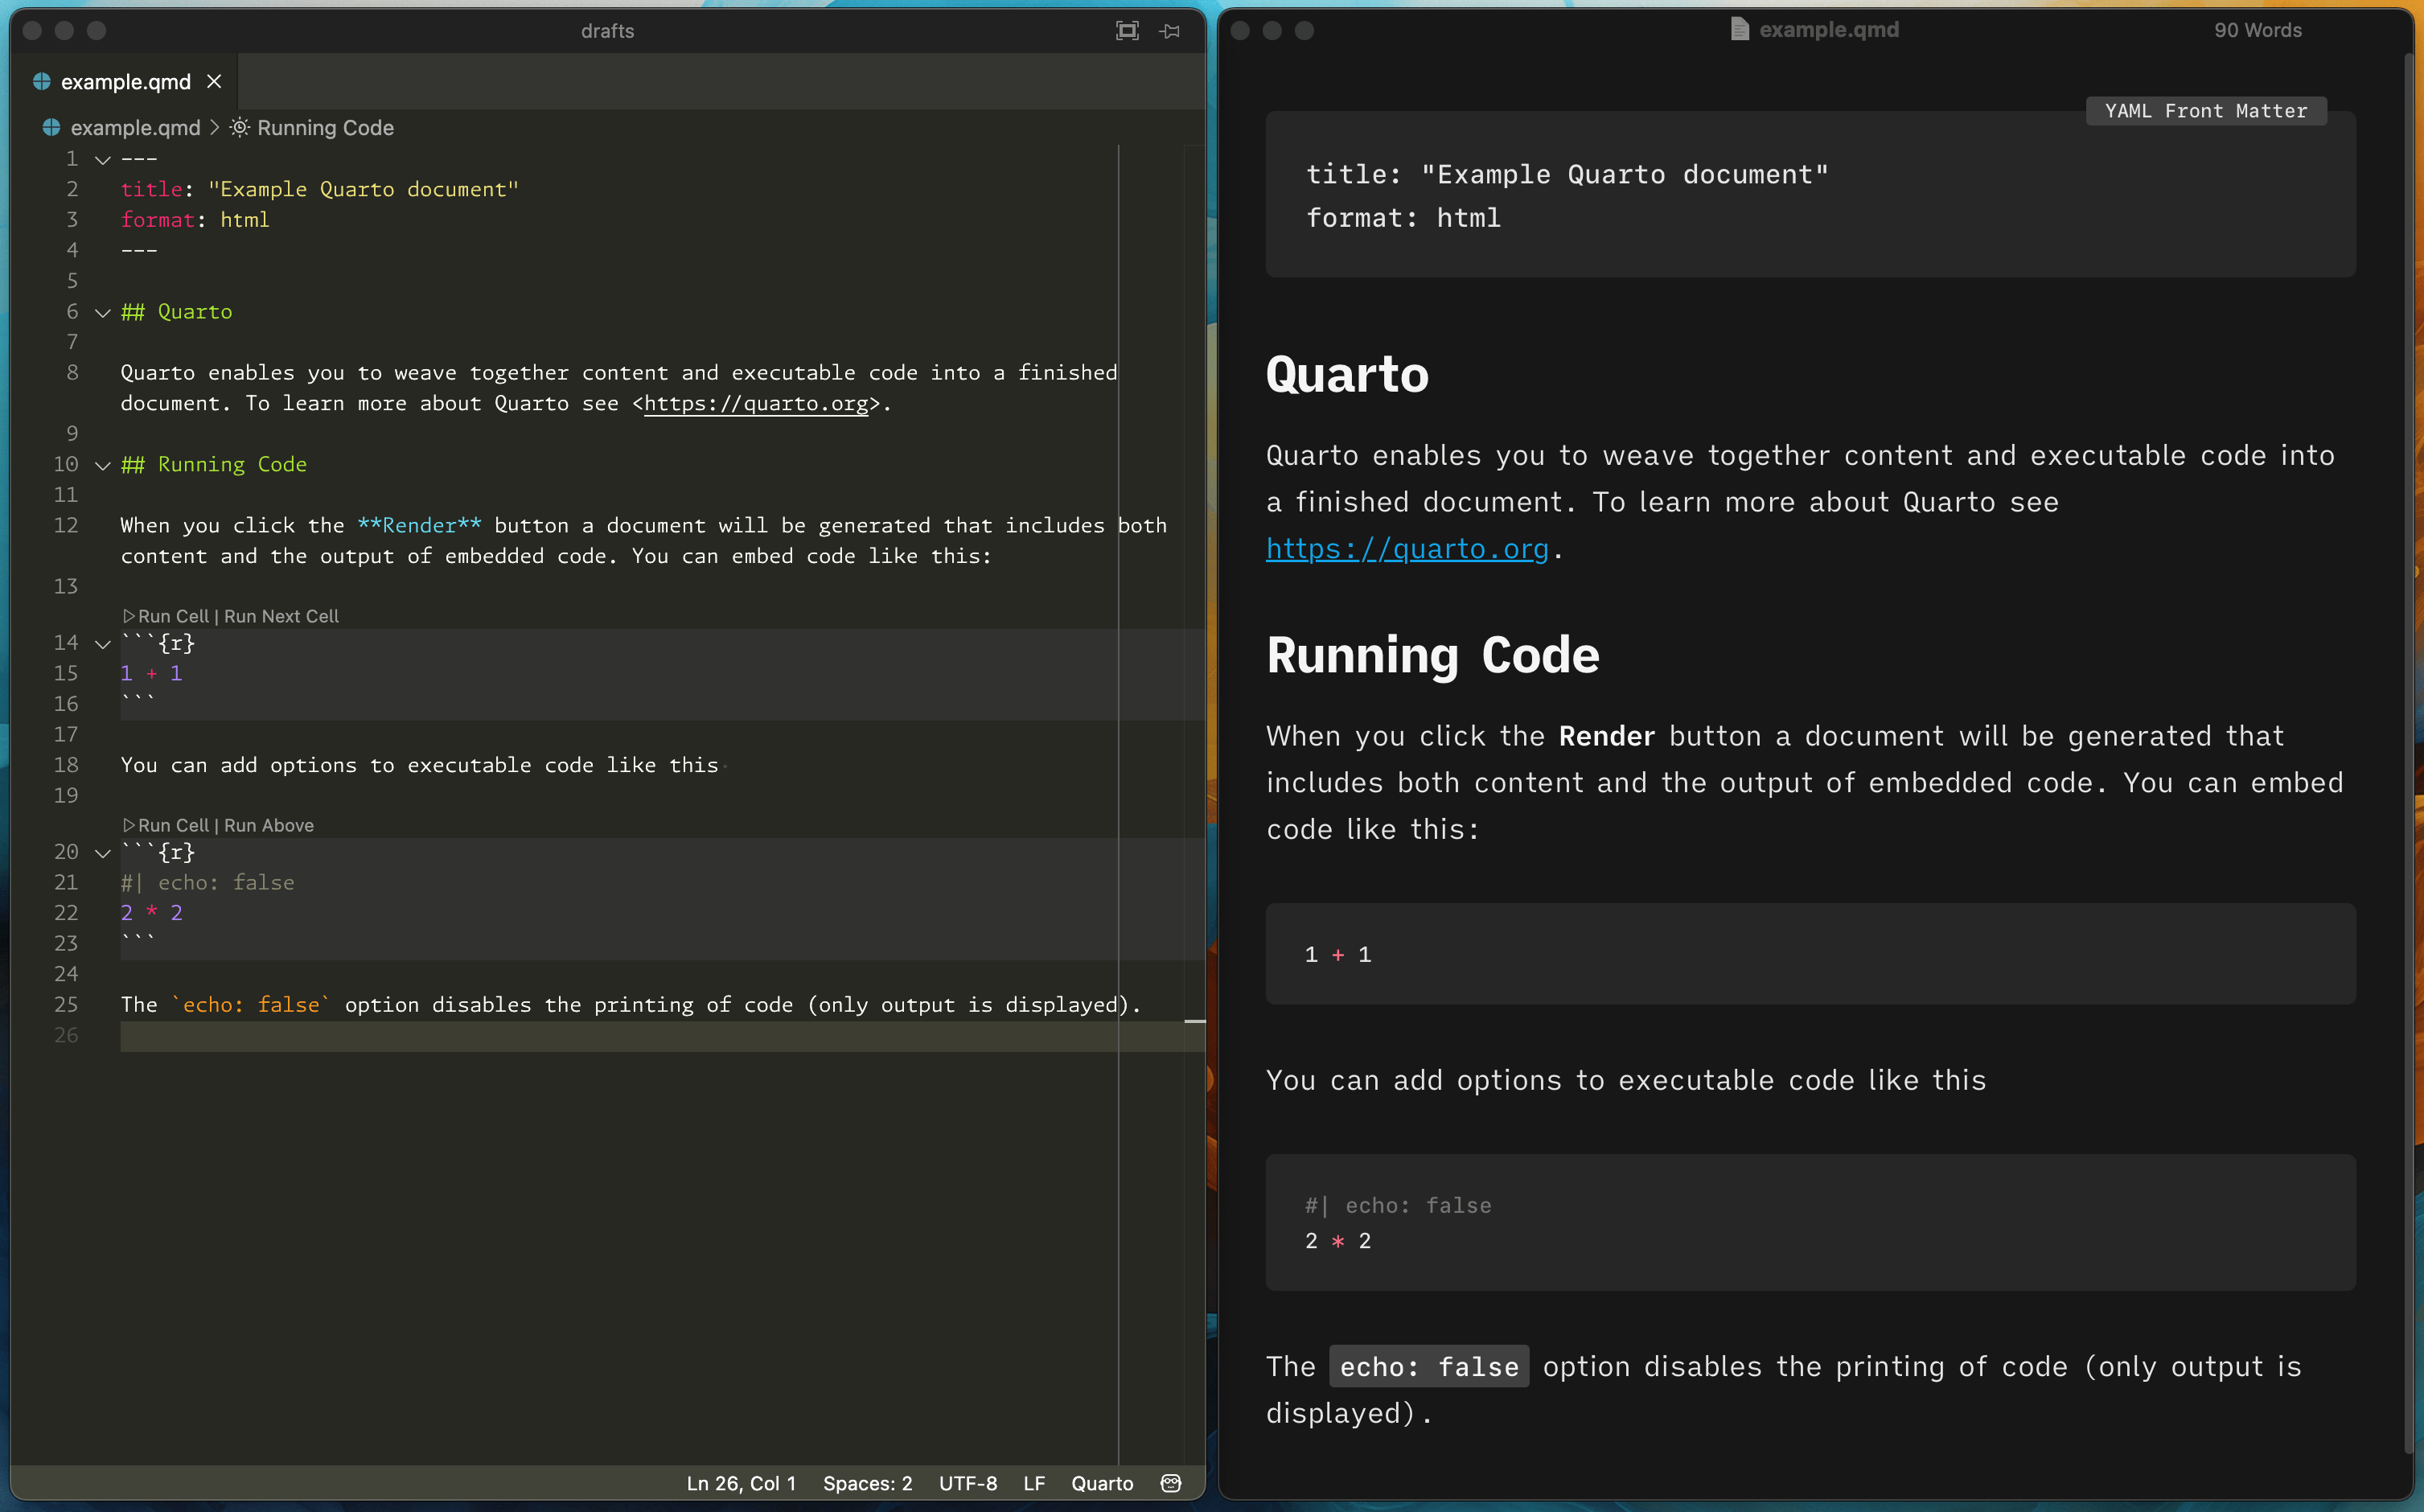 drafts
example.qmd
example.qmd > Running Code
1 ---
2 title: "Example Quarto document"
3 format: html
4 ---
5
6 ## Quarto
7
8 Quarto enables you to weave together content and executable code into a finished
document. To learn more about Quarto see <https://quarto.org>.
9
10 ## Running Code
11
12 When you click the **Render** button a document will be generated that includes both
content and the output of embedded code. You can embed code like this:
13
Run Cell | Run Next Cell
14 ```{r}
15 1 + 1
16 ```
17
18 You can add options to executable code like this
19
Run Cell | Run Above
20 ```{r}
21 #| echo: false
22 2 * 2
23 ```
24
25 The `echo: false` option disables the printing of code (only output is displayed).
26
Ln 26, Col 1 Spaces: 2 UTF-8 LF Quarto
example.qmd
90 Words
YAML Front Matter
title: "Example Quarto document"
format: html
Quarto
Quarto enables you to weave together content and executable code into
a finished document. To learn more about Quarto see
https://quarto.org.
Running Code
When you click the Render button a document will be generated that
includes both content and the output of embedded code. You can embed
code like this:
1 + 1
You can add options to executable code like this
#| echo: false
2 * 2
The echo: false option disables the printing of code (only output is
displayed).